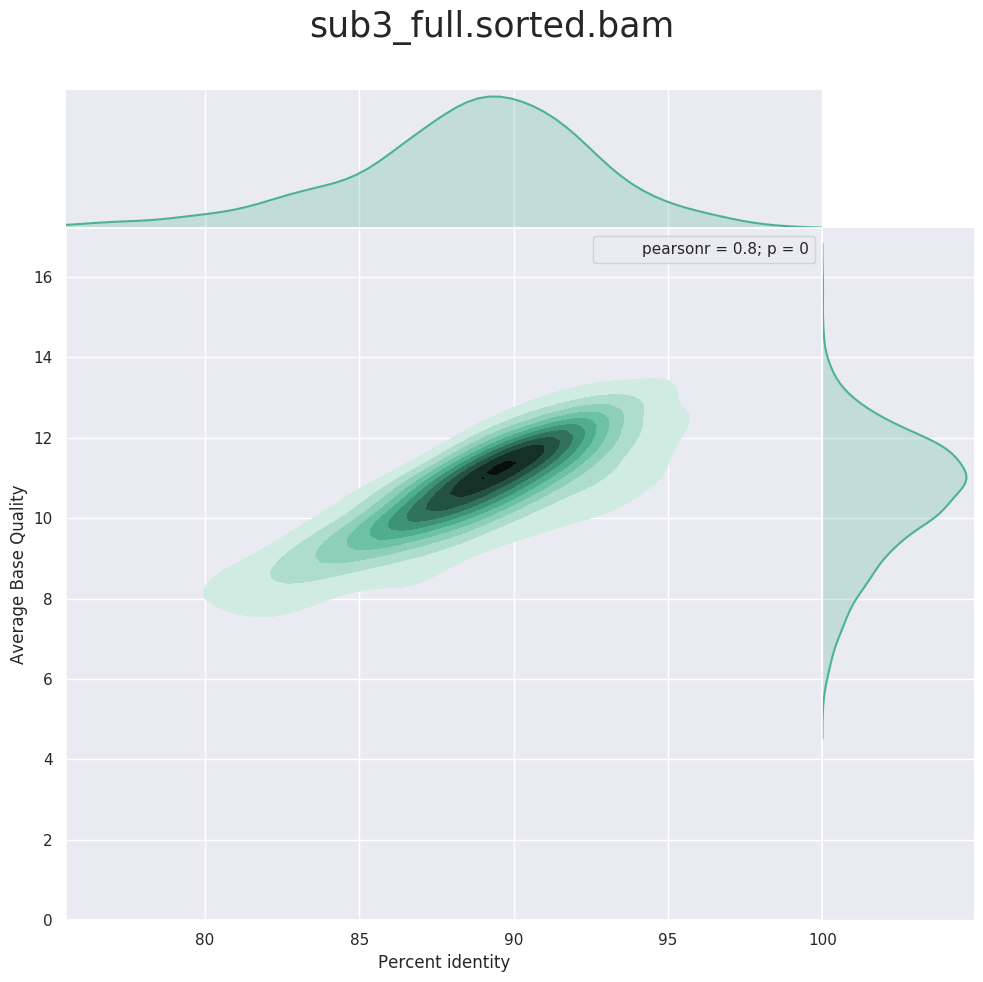 sub3_full.sorted.bam
pearsonr = 0.8; p = 0
16
14
12
10
8
6
4
2
0
Average Base Quality
80 85 90 95 100
Percent identity